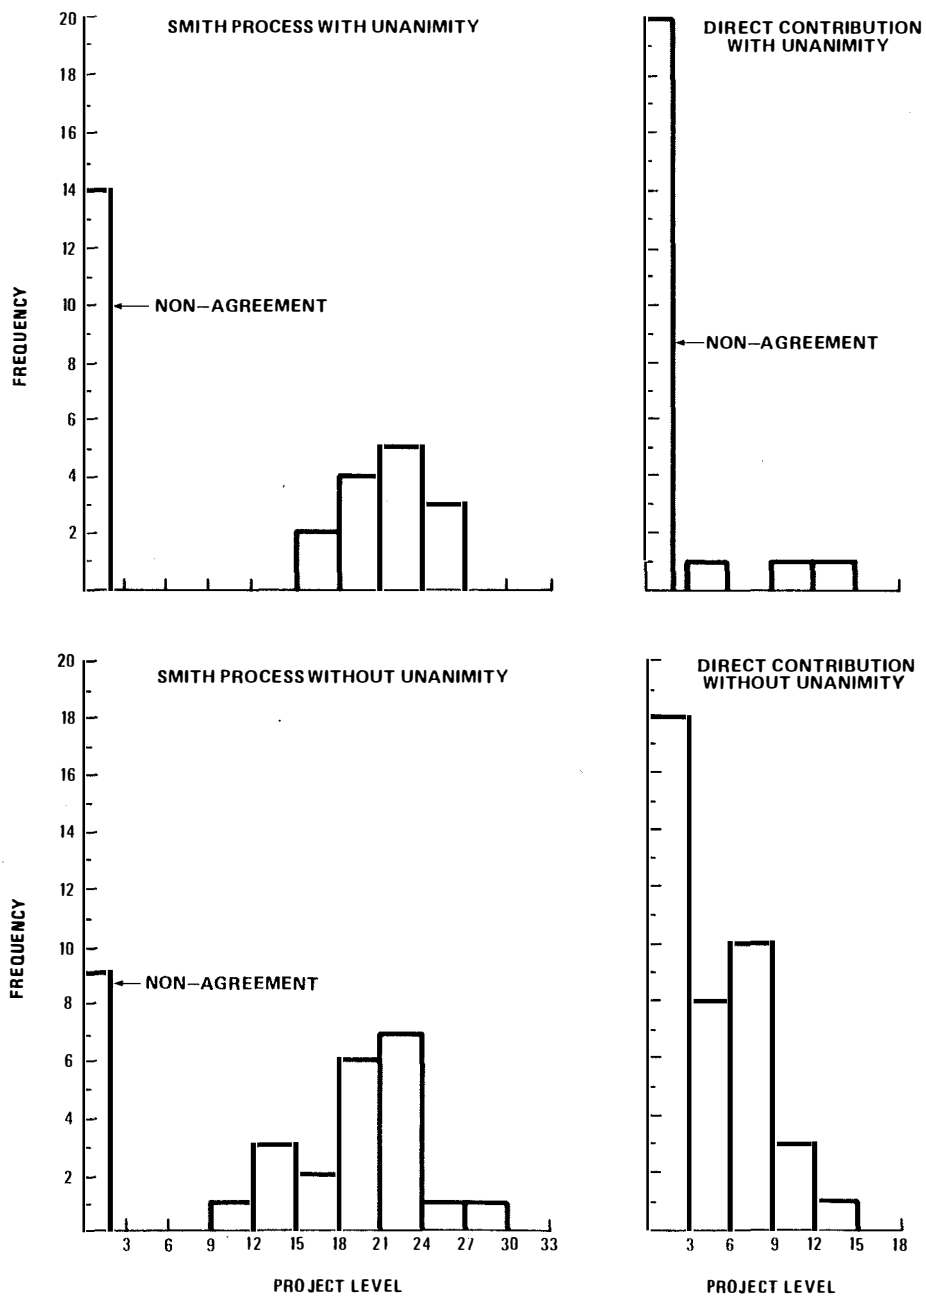 SMITH PROCESS WITH UNANIMITY
20
18
16
14
12
10
8
6
4
2
FREQUENCY
NON-AGREEMENT
DIRECT CONTRIBUTION
WITH UNANIMITY
NON-AGREEMENT
SMITH PROCESS WITHOUT UNANIMITY
20
18
16
14
12
10
8
6
4
2
FREQUENCY
NON-AGREEMENT
3 6 9 12 15 18 21 24 27 30 33
PROJECT LEVEL
DIRECT CONTRIBUTION
WITHOUT UNANIMITY
3 6 9 12 15 18
PROJECT LEVEL